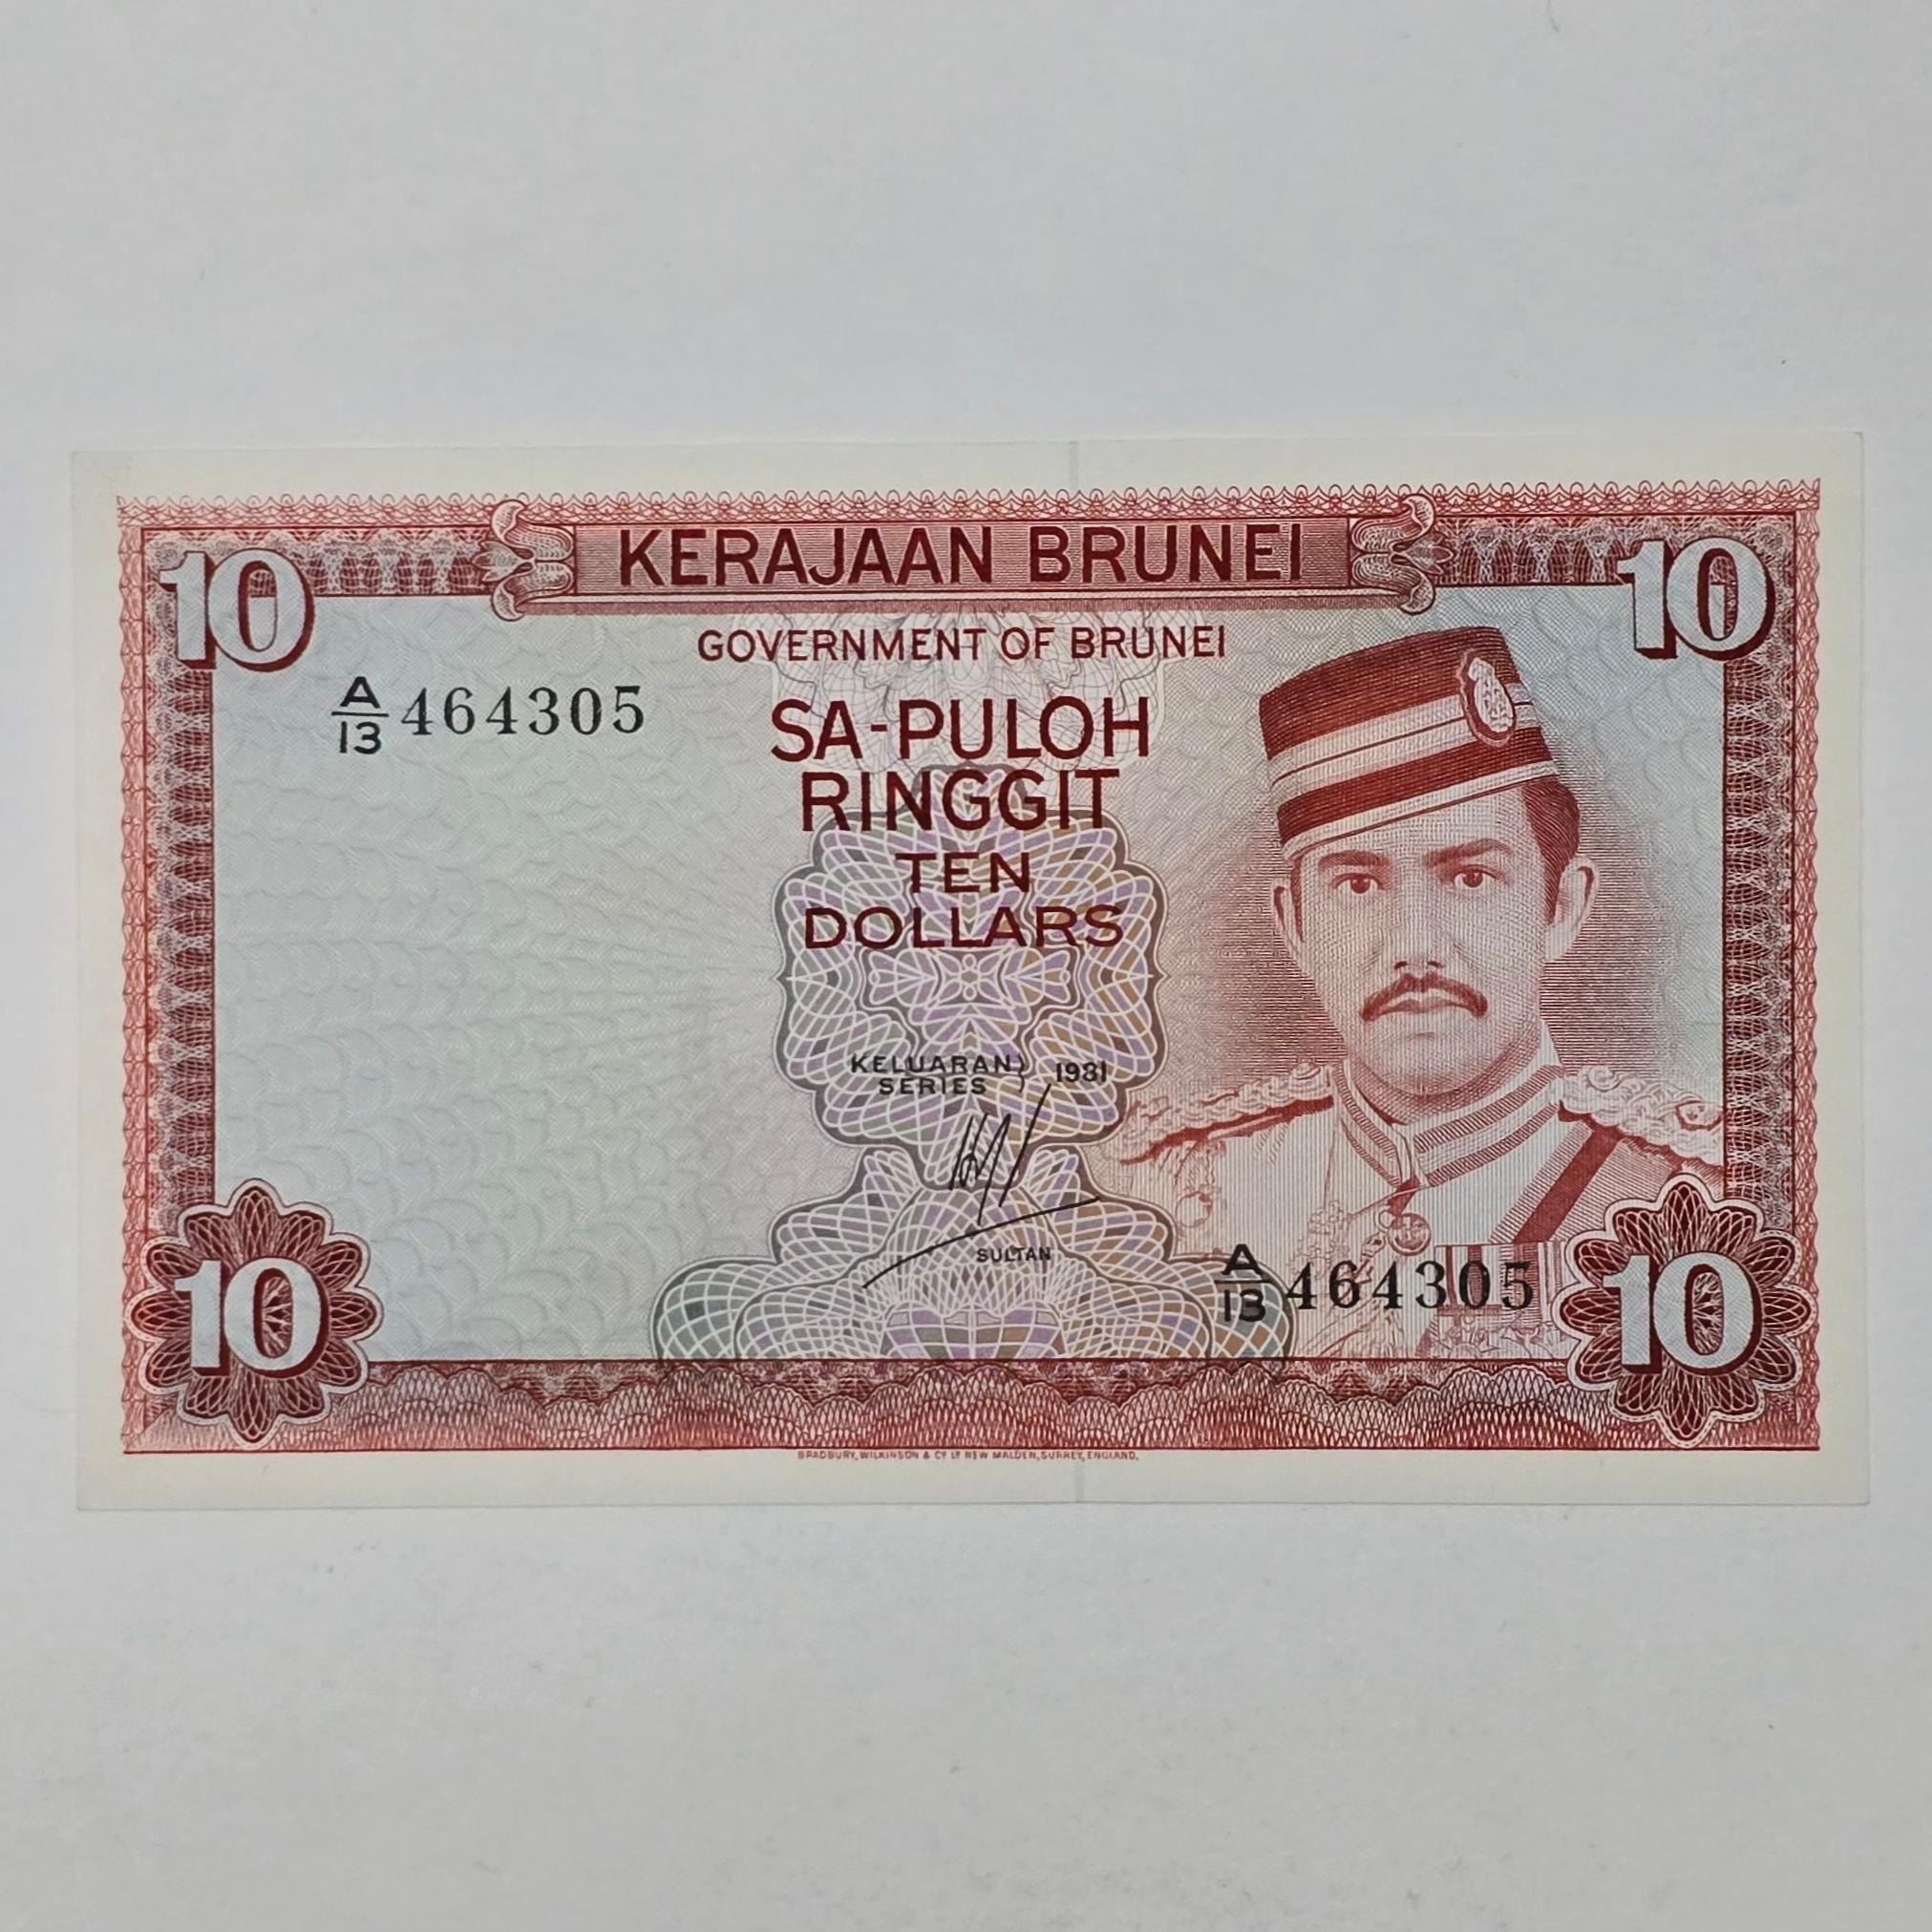 KERAJAAN BRUNEI
10
10
GOVERNMENT OF BRUNEI
A/13 464305
SA-PULOH
RINGGIT
TEN
DOLLARS
KELUARAN
SERIES } 1981
SULTAN
A/13 464305
10
10
BRADBURY, WILKINSON & Cº Lº NEW MALDEN, SURREY, ENGLAND.